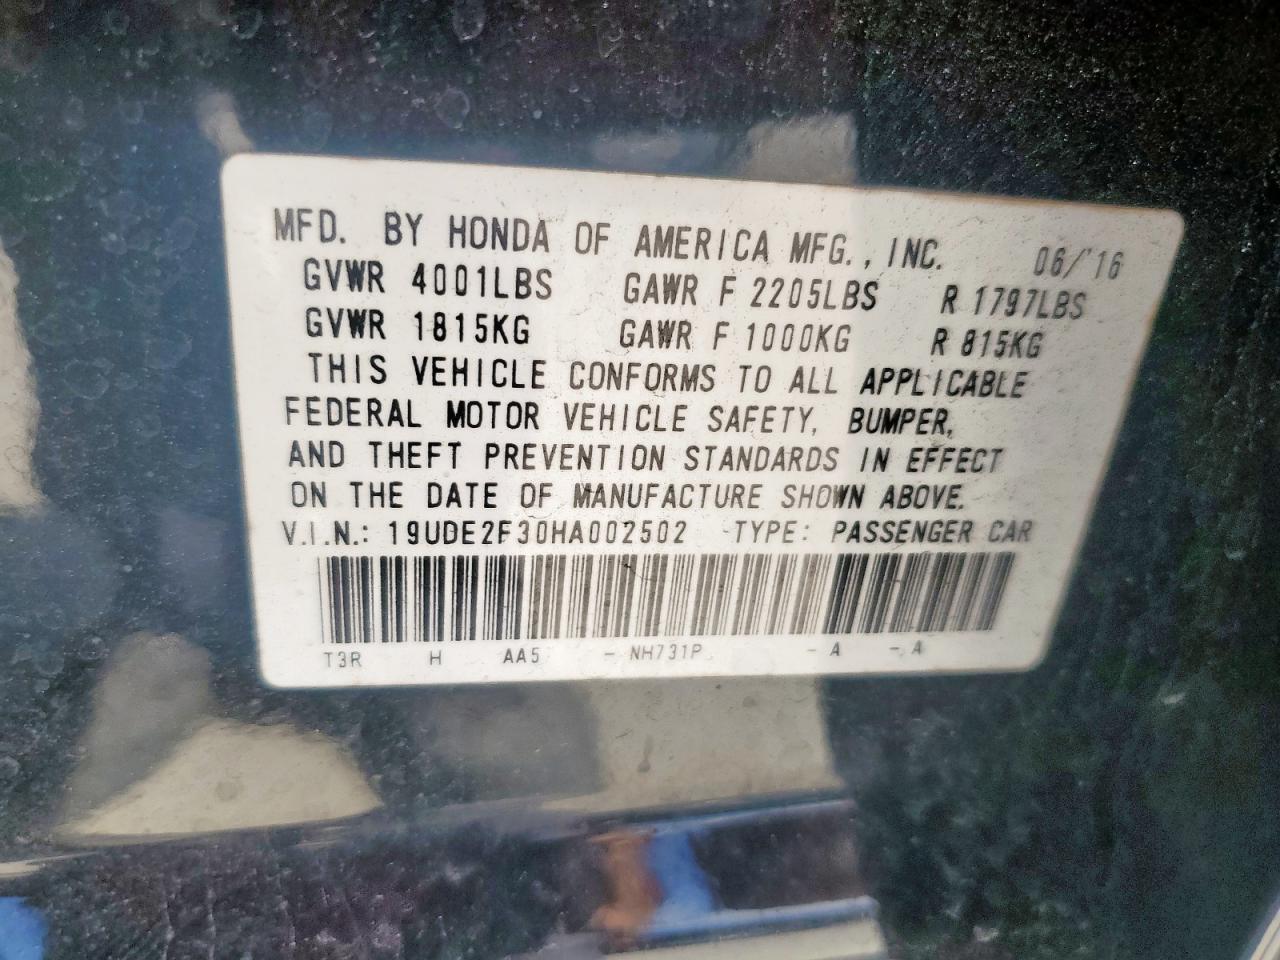 MFD. BY HONDA OF AMERICA MFG., INC. 06/'16
GVWR 4001LBS GAWR F 2205LBS R 1797LBS
GVWR 1815KG GAWR F 1000KG R 815KG
THIS VEHICLE CONFORMS TO ALL APPLICABLE
FEDERAL MOTOR VEHICLE SAFETY, BUMPER,
AND THEFT PREVENTION STANDARDS IN EFFECT
ON THE DATE OF MANUFACTURE SHOWN ABOVE.
V.I.N.: 19UDE2F30HA002502 TYPE: PASSENGER CAR
T3R H AA5 - NH731P - A - A